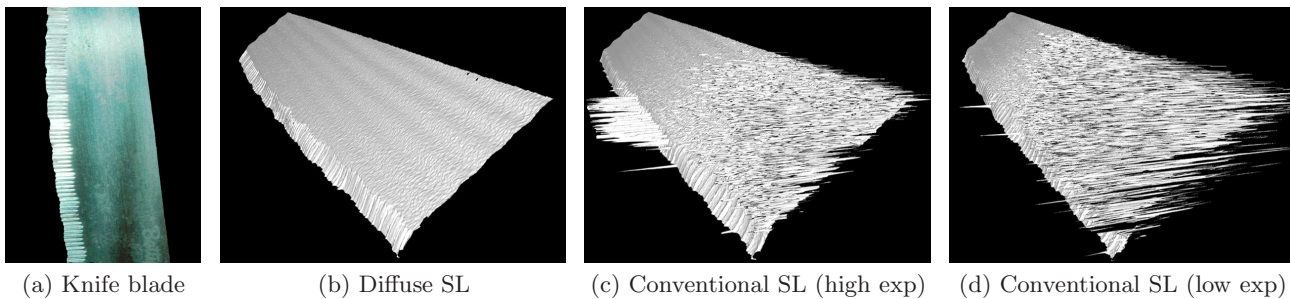 (a) Knife blade
(b) Diffuse SL
(c) Conventional SL (high exp)
(d) Conventional SL (low exp)